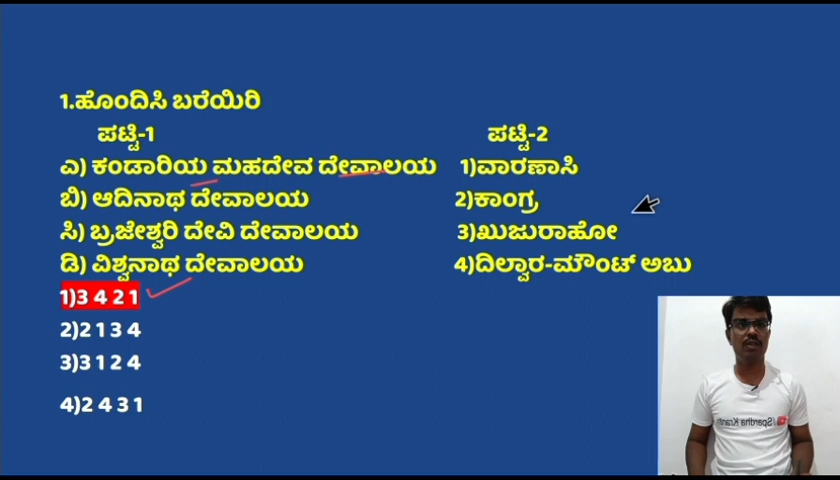 1.ಹೊಂದಿಸಿ ಬರೆಯಿರಿ
ಪಟ್ಟಿ-1 ಪಟ್ಟಿ-2
ಎ) ಕಂಡಾರಿಯ ಮಹದೇವ ದೇವಾಲಯ 1)ವಾರಣಾಸಿ
ಬಿ) ಆದಿನಾಥ ದೇವಾಲಯ 2)ಕಾಂಗ್ರ
ಸಿ) ಬ್ರಜೇಶ್ವರಿ ದೇವಿ ದೇವಾಲಯ 3)ಖುಜುರಾಹೋ
ಡಿ) ವಿಶ್ವನಾಥ ದೇವಾಲಯ 4)ದಿಲ್ವಾರ-ಮೌಂಟ್ ಅಬು
1)3 4 2 1
2)2 1 3 4
3)3 1 2 4
4)2 4 3 1